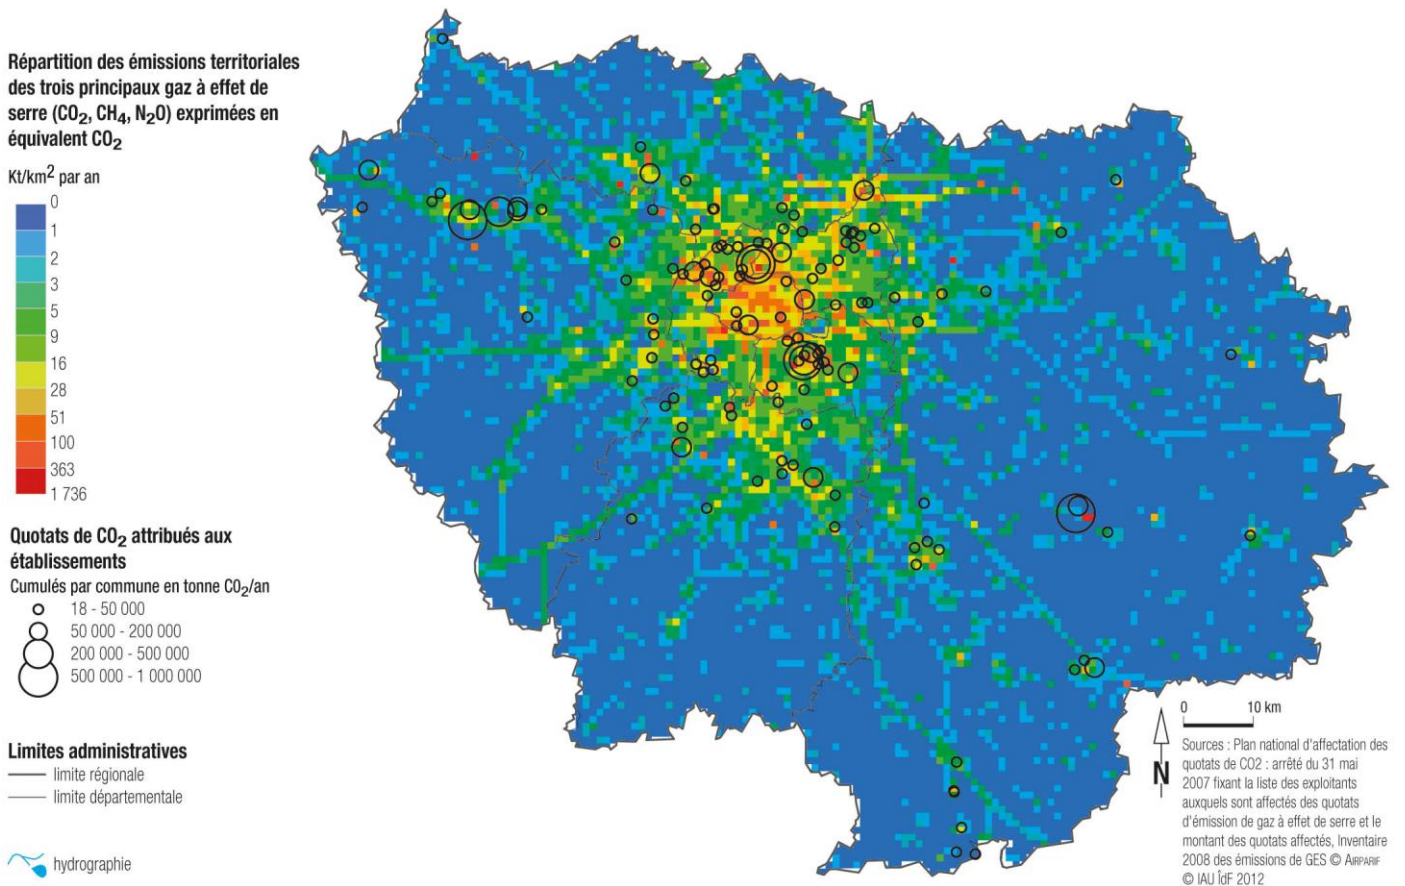 Répartition des émissions territoriales
des trois principaux gaz à effet de
serre (CO2, CH4, N2O) exprimées en
équivalent CO2
Kt/km2 par an
0
1
2
3
5
9
16
28
51
100
363
1 736
Quotats de CO2 attribués aux
établissements
Cumulés par commune en tonne CO2/an
18 - 50 000
50 000 - 200 000
200 000 - 500 000
500 000 - 1 000 000
Limites administratives
limite régionale
limite départementale
hydrographie
0 10 km
N
Sources : Plan national d'affectation des
quotats de CO2 : arrêté du 31 mai
2007 fixant la liste des exploitants
auxquels sont affectés des quotats
d'émission de gaz à effet de serre et le
montant des quotats affectés, Inventaire
2008 des émissions de GES © AIRPARIF
© IAU îdF 2012